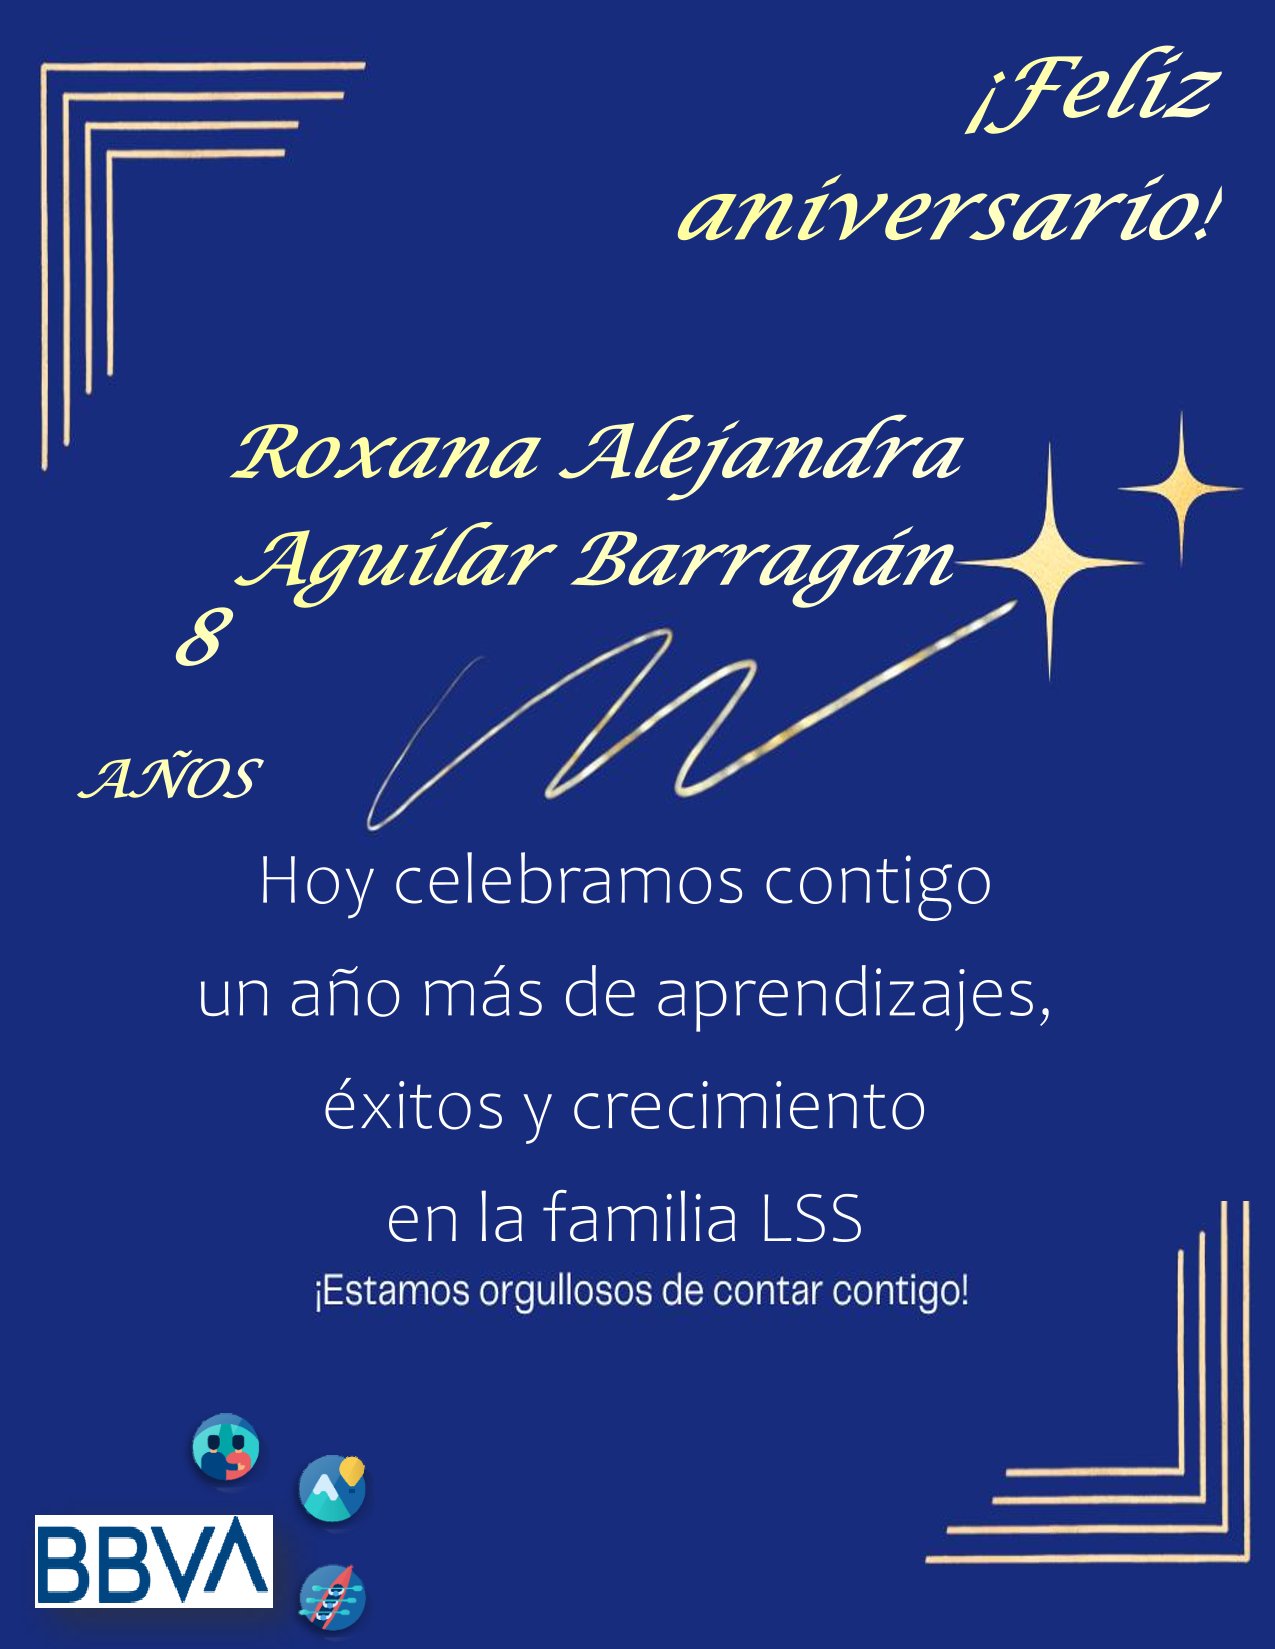 ¡Feliz
aniversario!
Roxana Alejandra
Aguilar Barragán
8
AÑOS
Hoy celebramos contigo
un año más de aprendizajes,
éxitos y crecimiento
en la familia LSS
¡Estamos orgullosos de contar contigo!
BBVA